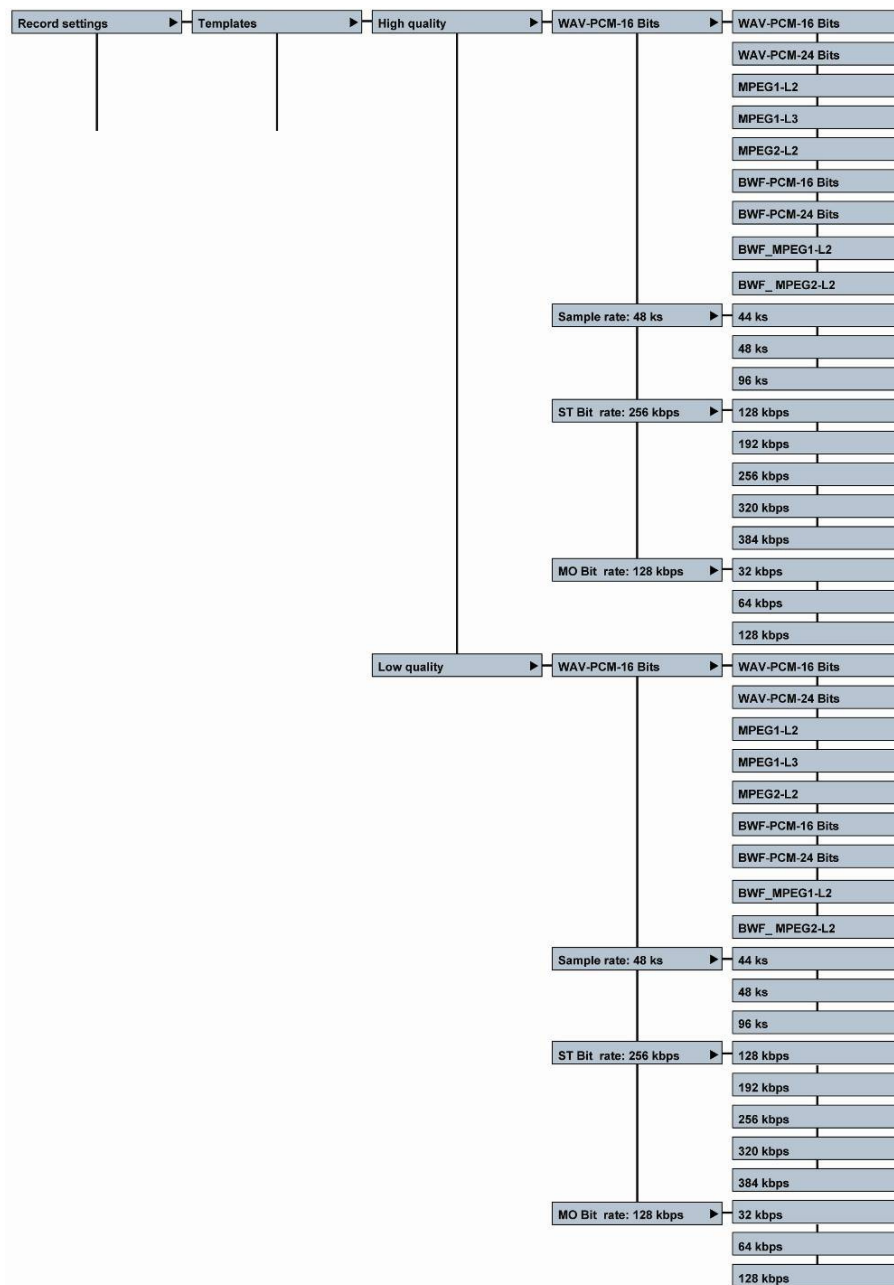 Record settings Templates High quality WAV-PCM-16 Bits WAV-PCM-16 Bits
WAV-PCM-24 Bits
MPEG1-L2
MPEG1-L3
MPEG2-L2
BWF-PCM-16 Bits
BWF-PCM-24 Bits
BWF_MPEG1-L2
BWF_ MPEG2-L2
Sample rate: 48 ks 44 ks
48 ks
96 ks
ST Bit rate: 256 kbps 128 kbps
192 kbps
256 kbps
320 kbps
384 kbps
MO Bit rate: 128 kbps 32 kbps
64 kbps
128 kbps
Low quality WAV-PCM-16 Bits WAV-PCM-16 Bits
WAV-PCM-24 Bits
MPEG1-L2
MPEG1-L3
MPEG2-L2
BWF-PCM-16 Bits
BWF-PCM-24 Bits
BWF_MPEG1-L2
BWF_ MPEG2-L2
Sample rate: 48 ks 44 ks
48 ks
96 ks
ST Bit rate: 256 kbps 128 kbps
192 kbps
256 kbps
320 kbps
384 kbps
MO Bit rate: 128 kbps 32 kbps
64 kbps
128 kbps